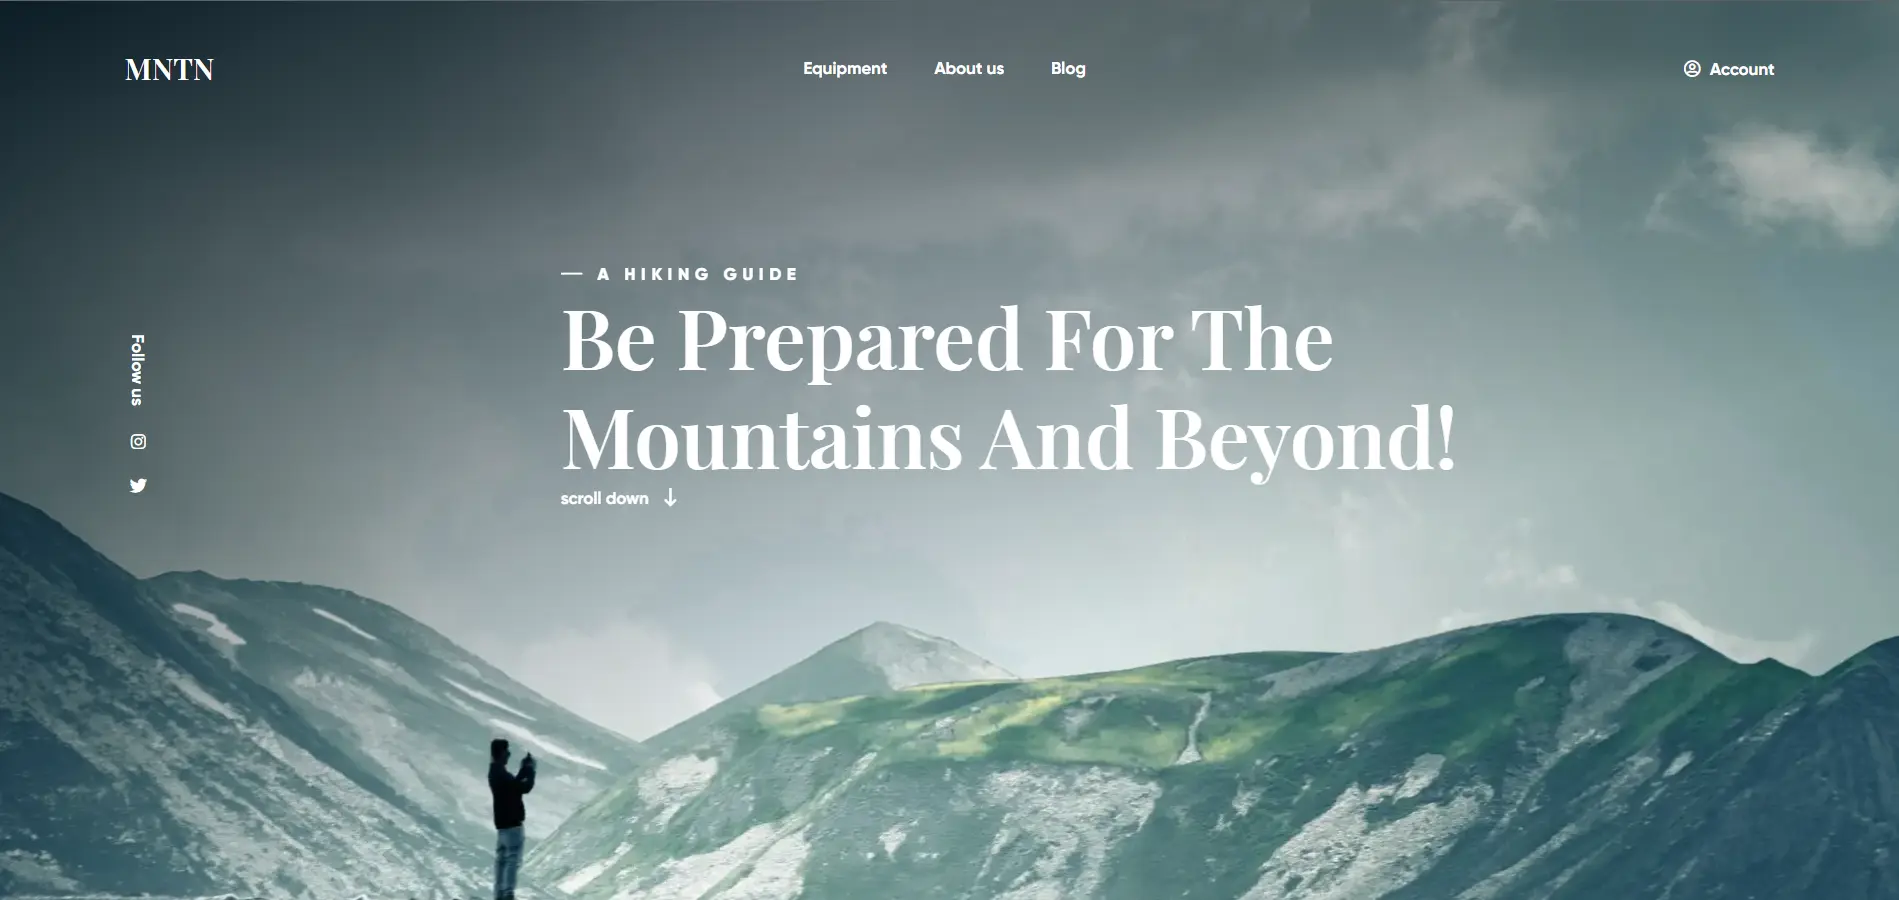 MNTN
Equipment
About us
Blog
Account
A HIKING GUIDE
Be Prepared For The
Mountains And Beyond!
scroll down
Follow us